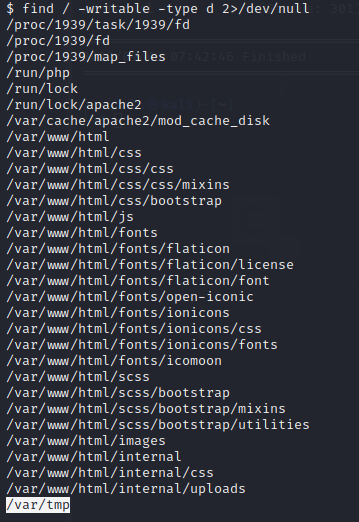 $ find / -writable -type d 2>/dev/null
/proc/1939/task/1939/fd
/proc/1939/fd
/proc/1939/map_files
/run/php
/run/lock
/run/lock/apache2
/var/cache/apache2/mod_cache_disk
/var/www/html
/var/www/html/css
/var/www/html/css/css
/var/www/html/css/css/mixins
/var/www/html/css/bootstrap
/var/www/html/js
/var/www/html/fonts
/var/www/html/fonts/flaticon
/var/www/html/fonts/flaticon/license
/var/www/html/fonts/flaticon/font
/var/www/html/fonts/open-iconic
/var/www/html/fonts/ionicons
/var/www/html/fonts/ionicons/css
/var/www/html/fonts/ionicons/fonts
/var/www/html/fonts/icomoon
/var/www/html/scss
/var/www/html/scss/bootstrap
/var/www/html/scss/bootstrap/mixins
/var/www/html/scss/bootstrap/utilities
/var/www/html/images
/var/www/html/internal
/var/www/html/internal/css
/var/www/html/internal/uploads
/var/tmp